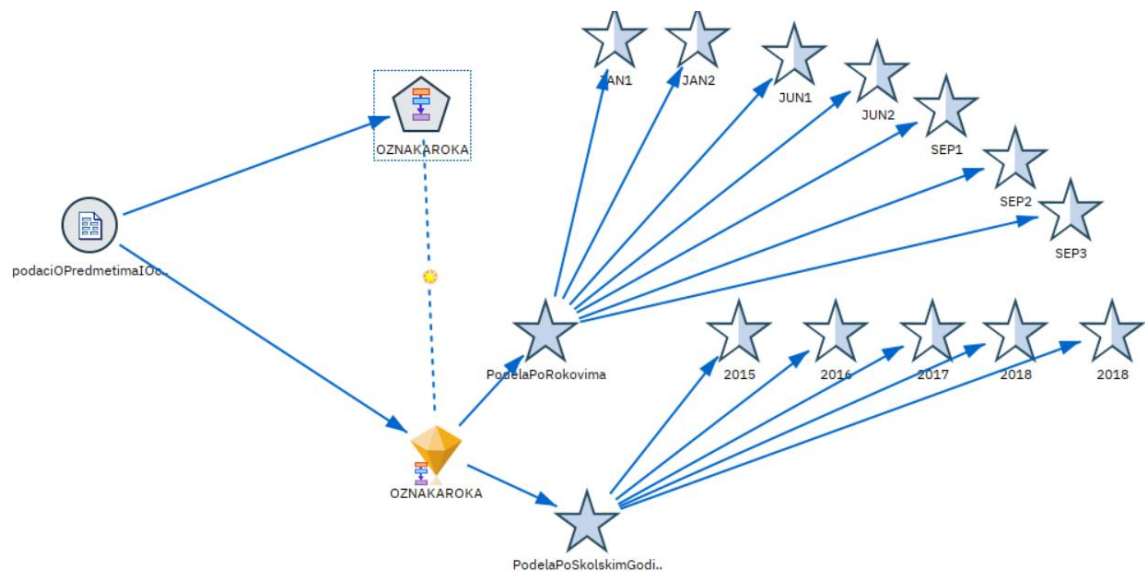 JAN1
JAN2
JUN1
JUN2
SEP1
SEP2
SEP3
OZNAKAROKA
podaciOPredmetimaIOc..
PodelaPoRokovima
2015
2016
2017
2018
2018
OZNAKAROKA
PodelaPoSkolskimGodi..